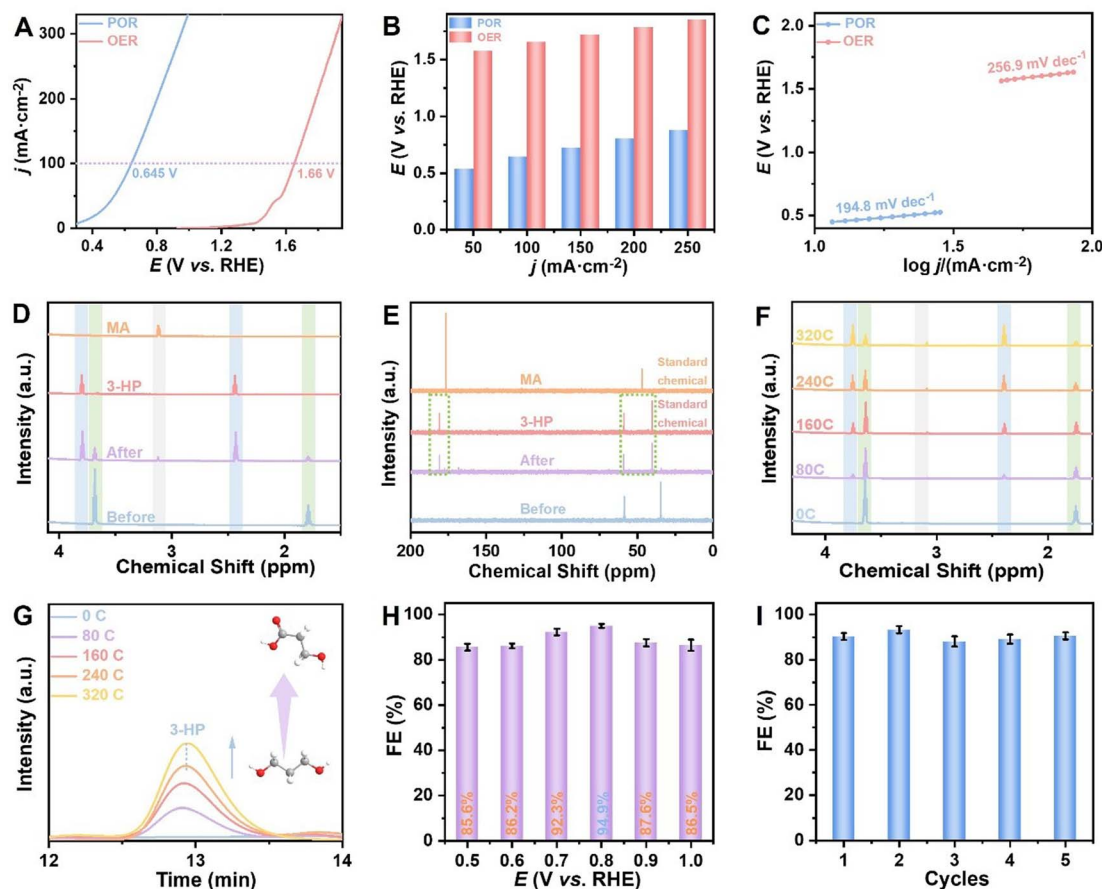 A
POR
OER
300
200
100
0
0.645 V
1.66 V
0.4 0.8 1.2 1.6
E (V vs. RHE)
j (mA·cm-2)
B
POR
OER
1.5
1.0
0.5
0.0
50 100 150 200 250
j (mA·cm-2)
E (V vs. RHE)
C
POR
OER
2.0
1.5
1.0
0.5
256.9 mV dec-1
194.8 mV dec-1
1.0 1.5 2.0
log j/(mA·cm-2)
E (V vs. RHE)
D
MA
3-HP
After
Before
4 3 2
Chemical Shift (ppm)
Intensity (a.u.)
E
Standard
MA chemical
Standard
3-HP chemical
After
Before
200 150 100 50 0
Chemical Shift (ppm)
Intensity (a.u.)
F
320C
240C
160C
80C
0C
4 3 2
Chemical Shift (ppm)
Intensity (a.u.)
G
0 C
80 C
160 C
240 C
320 C
3-HP
12 13 14
Time (min)
Intensity (a.u.)
H
100
80
60
40
20
0
85.6% 86.2% 92.3% 94.9% 87.6% 86.5%
0.5 0.6 0.7 0.8 0.9 1.0
E (V vs. RHE)
FE (%)
I
100
80
60
40
20
0
1 2 3 4 5
Cycles
FE (%)